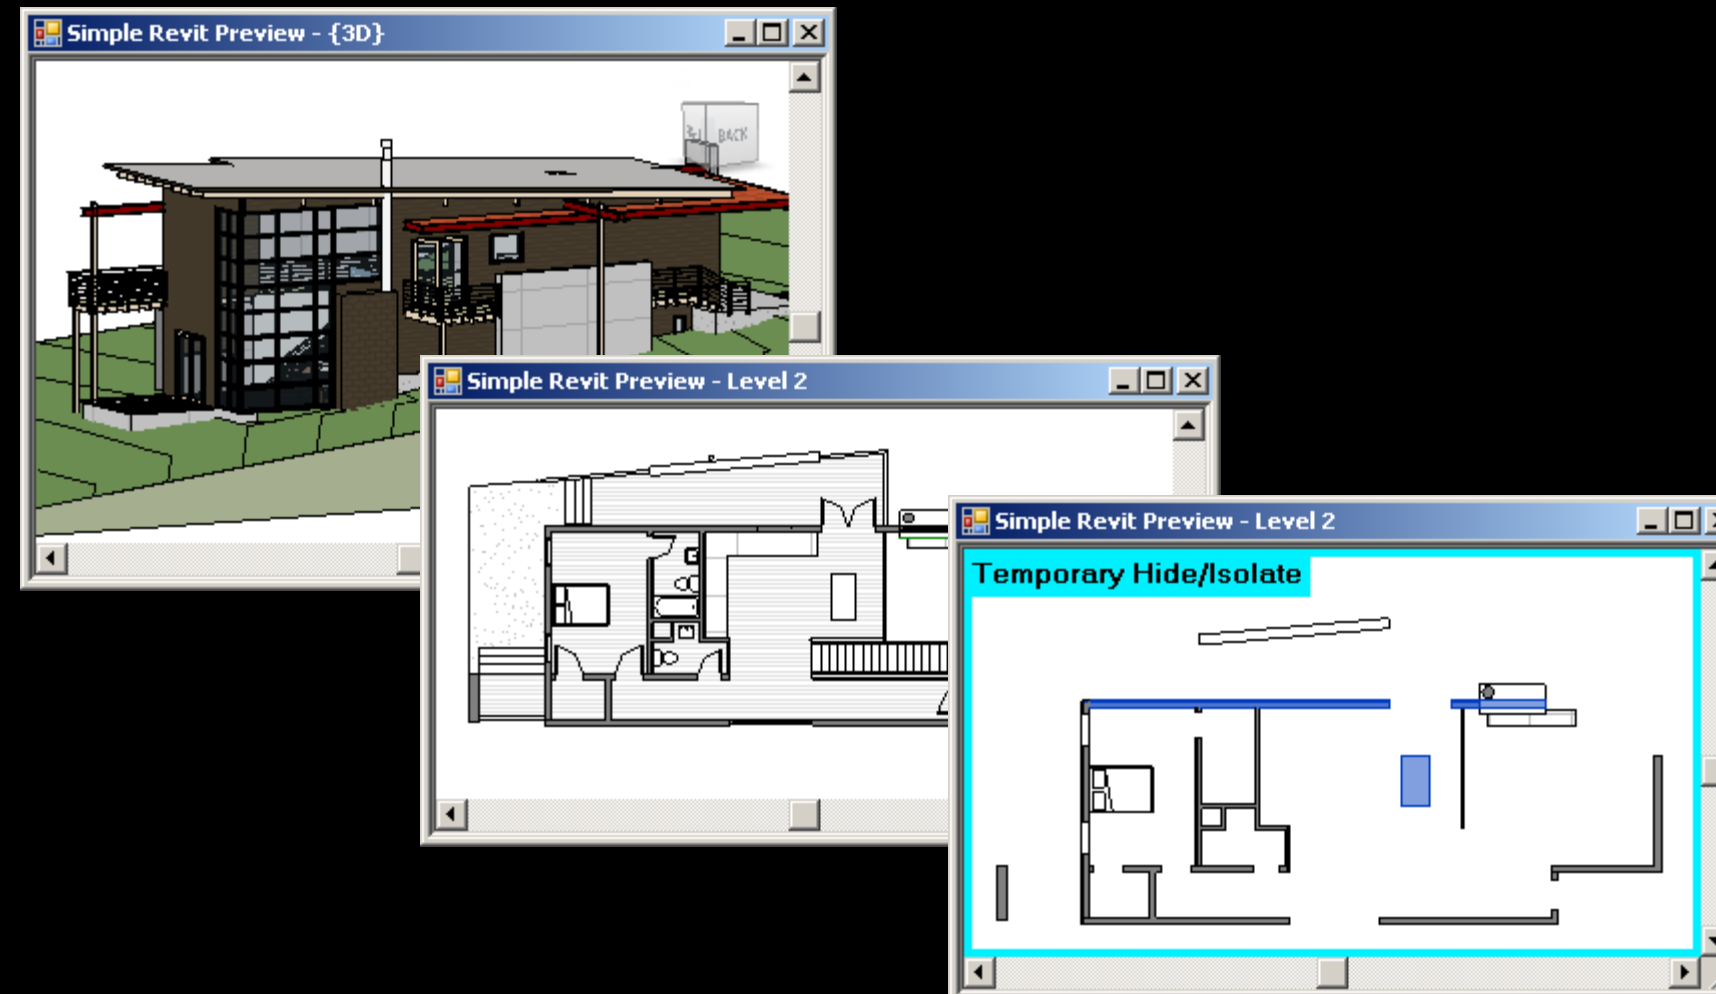 Simple Revit Preview - {3D}
BACK
Simple Revit Preview - Level 2
Simple Revit Preview - Level 2
Temporary Hide/Isolate